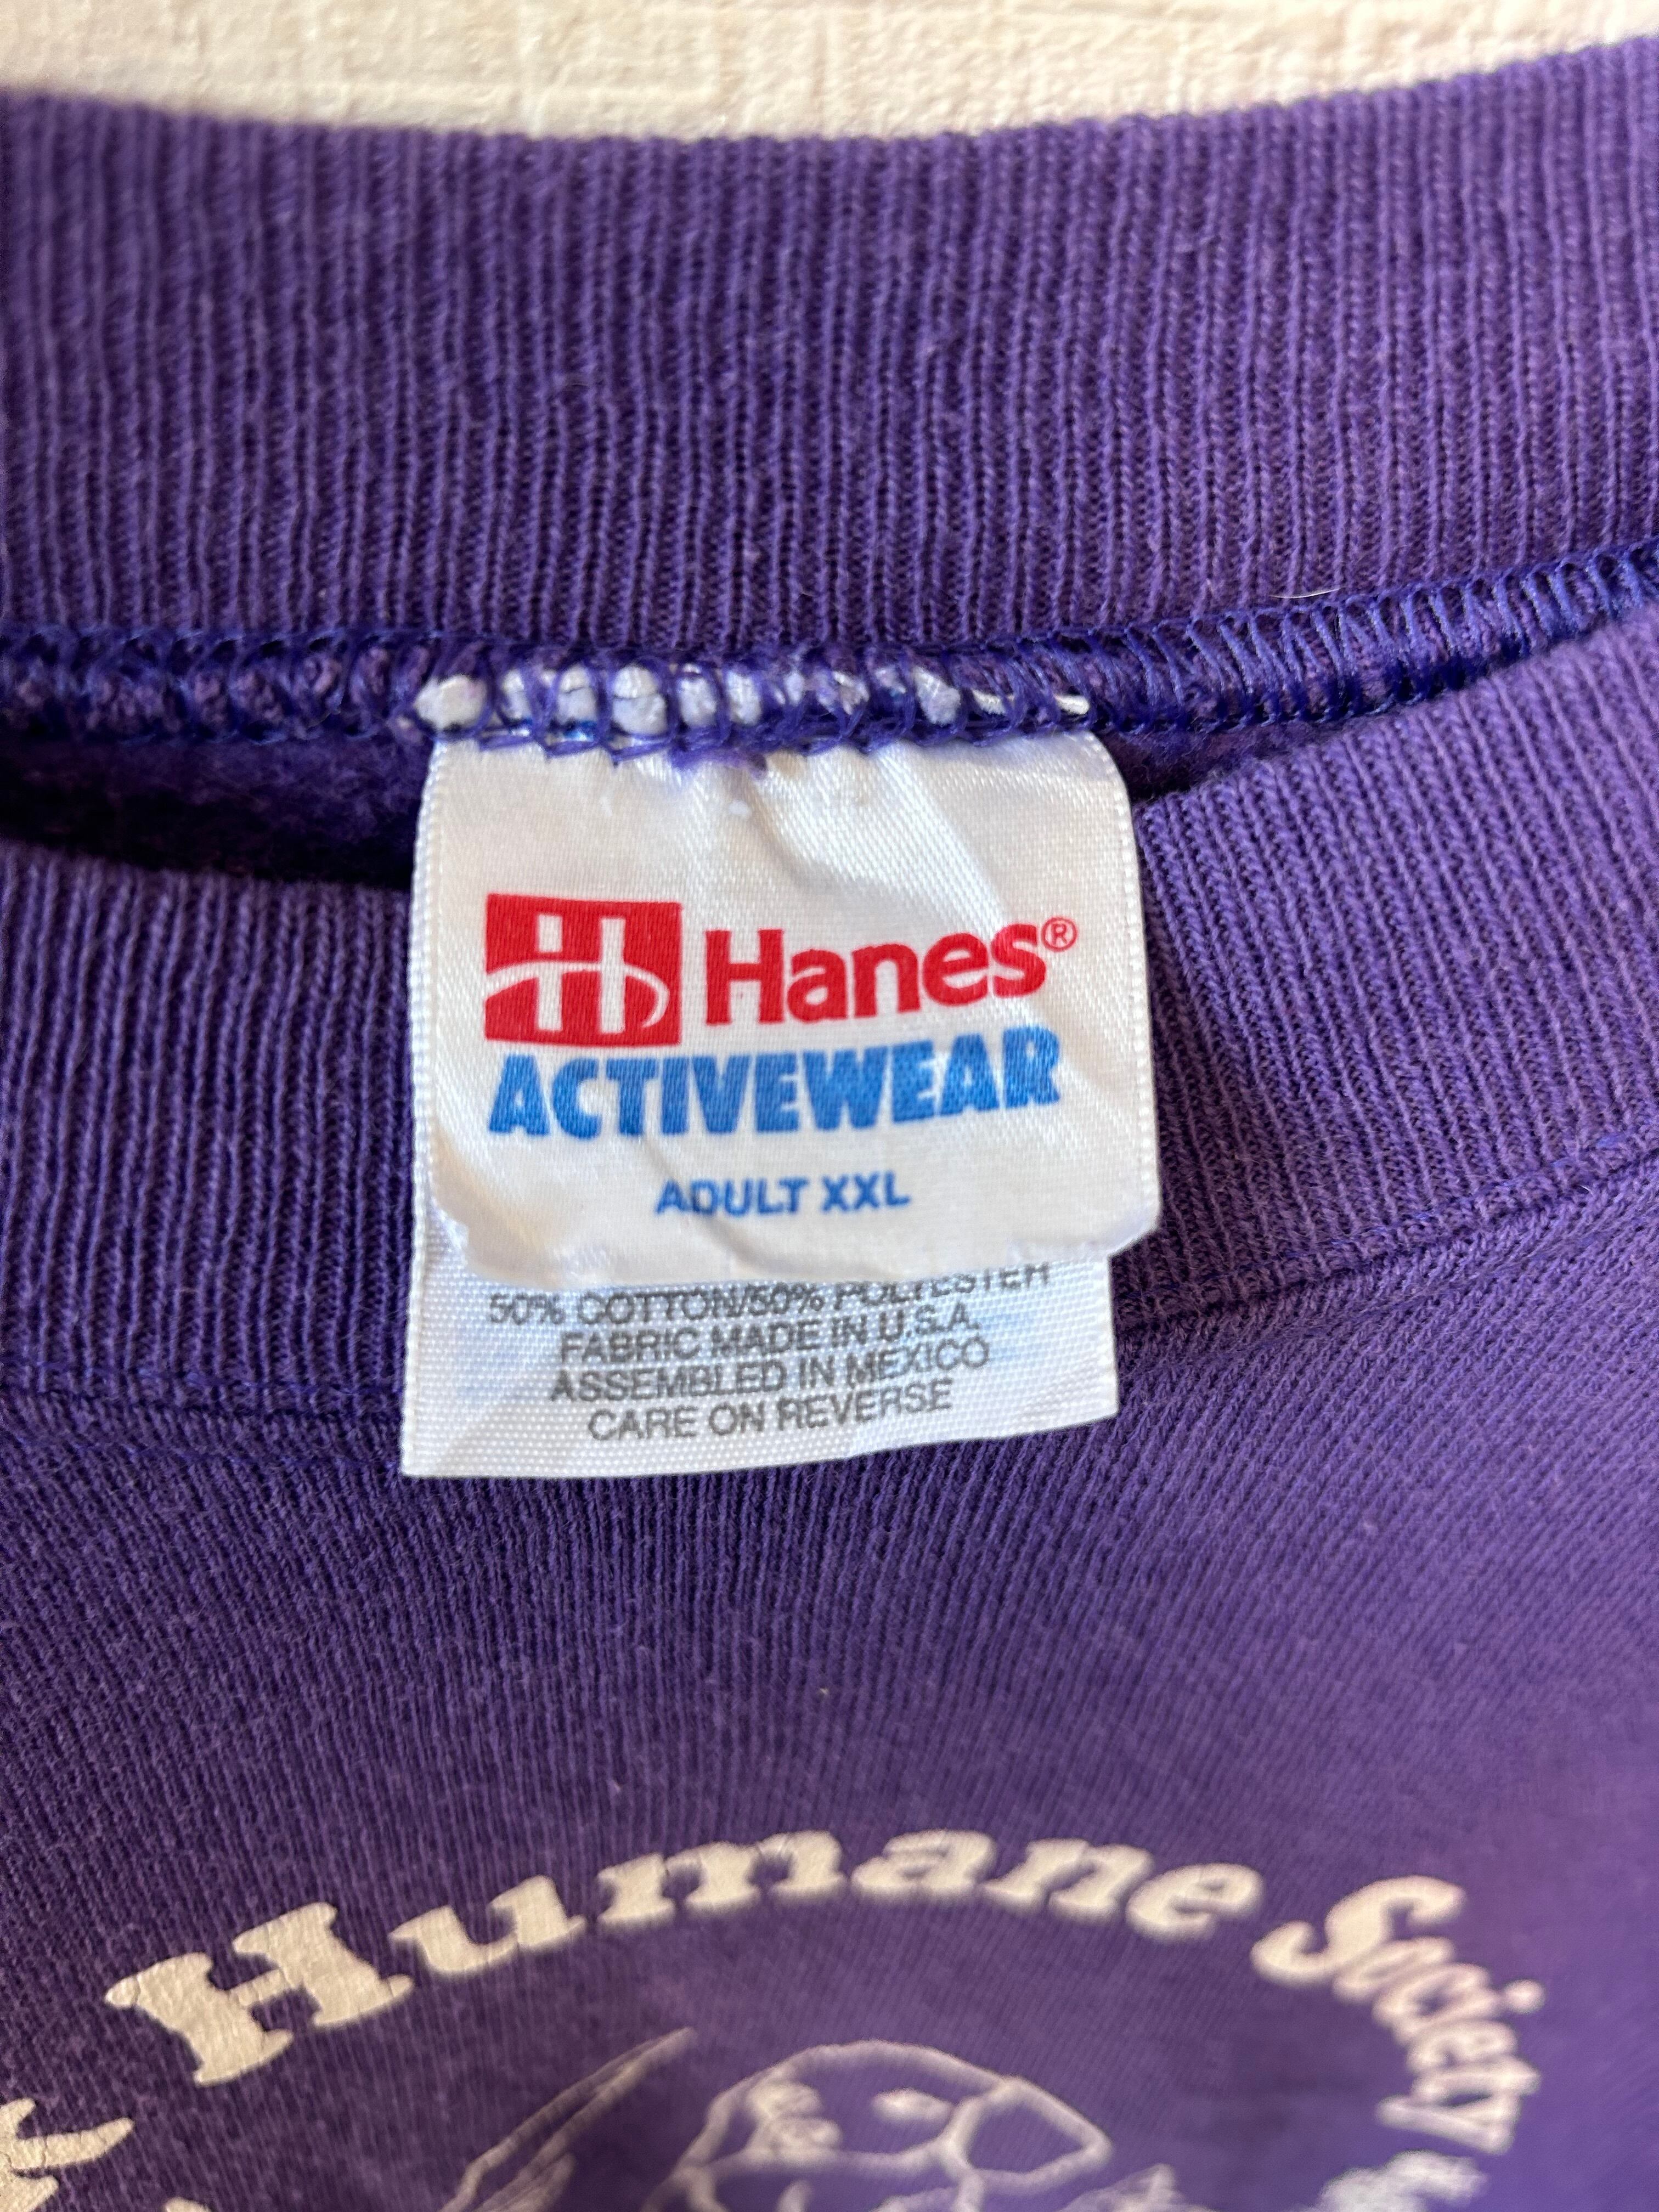 Hanes®
ACTIVEWEAR
ADULT XXL
50% COTTON/50% POLYESTER
FABRIC MADE IN U.S.A.
ASSEMBLED IN MEXICO
CARE ON REVERSE
Humane Society